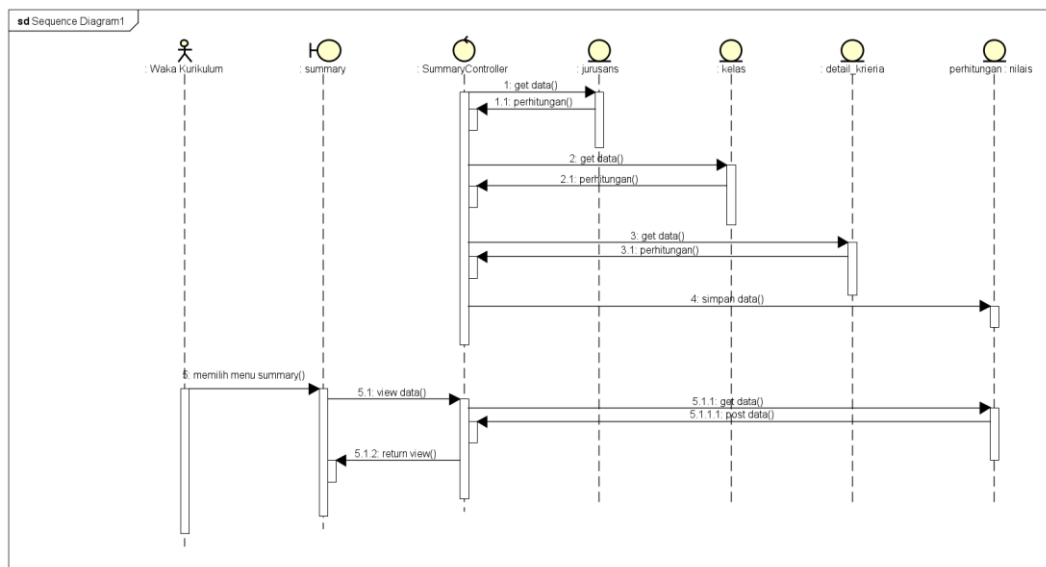 sd Sequence Diagram1
: Waka Kurikulum
: summary
: SummaryController
: jurusans
: kelas
: detail_krieria
perhitungan : nilais
1: get data()
1.1: perhitungan()
2: get data()
2.1: perhitungan()
3: get data()
3.1: perhitungan()
4: simpan data()
5: memilih menu summary()
5.1: view data()
5.1.1: get data()
5.1.1.1: post data()
5.1.2: return view()